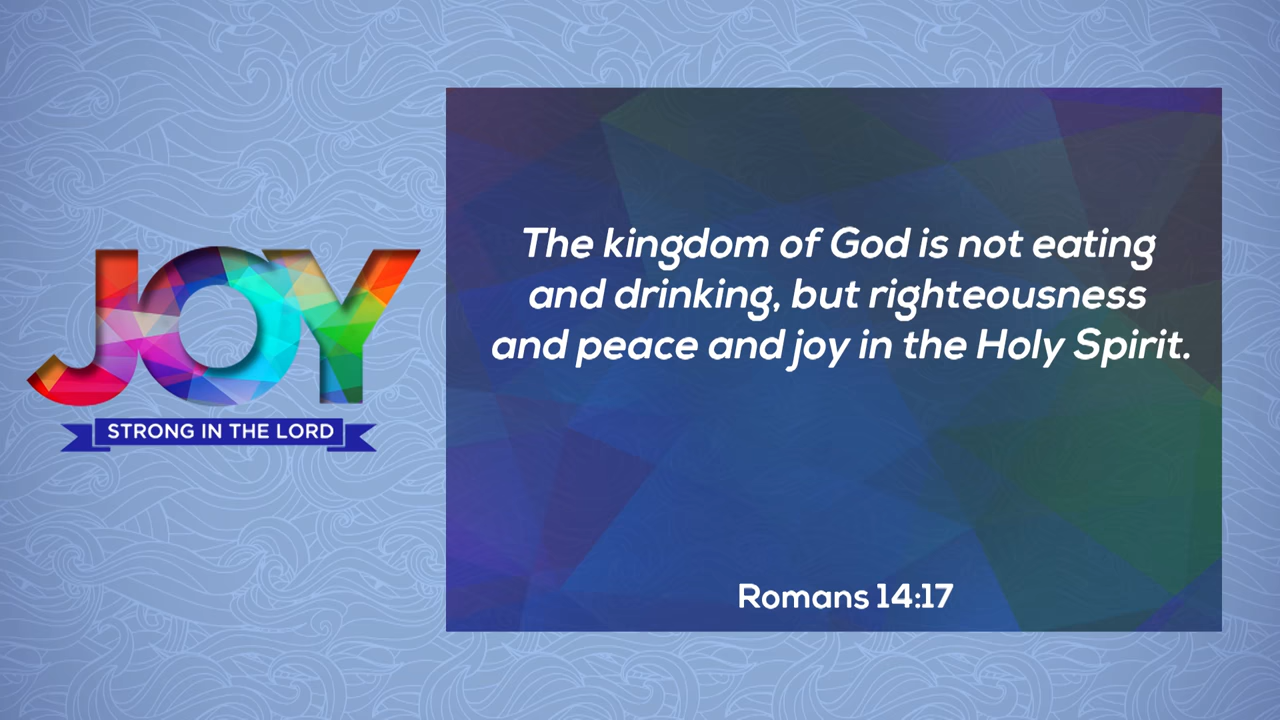 JOY
STRONG IN THE LORD
The kingdom of God is not eating
and drinking, but righteousness
and peace and joy in the Holy Spirit.
Romans 14:17